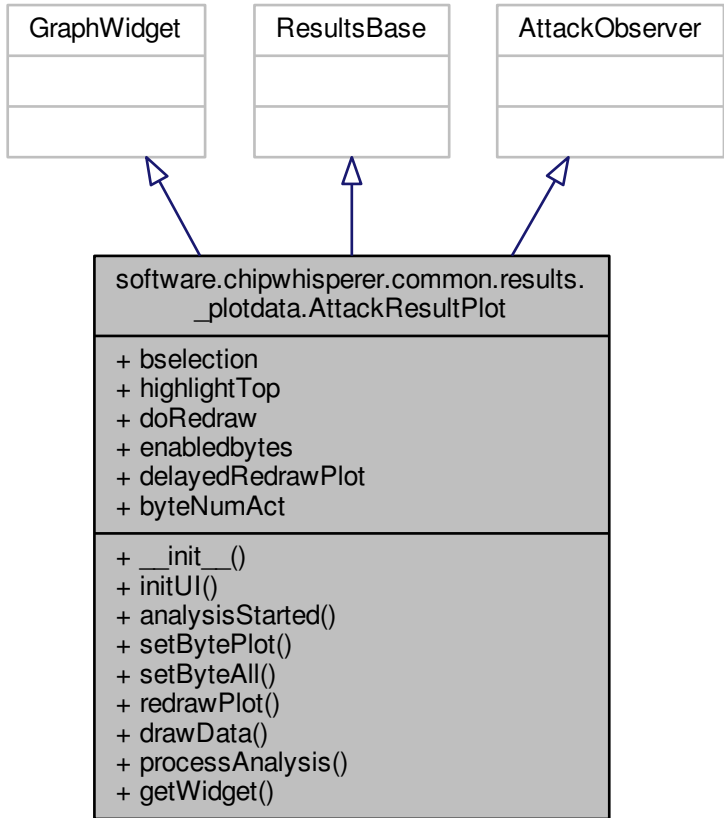 GraphWidget
ResultsBase
AttackObserver
software.chipwhisperer.common.results.
_plotdata.AttackResultPlot
+ bselection
+ highlightTop
+ doRedraw
+ enabledbytes
+ delayedRedrawPlot
+ byteNumAct
+ __init__()
+ initUI()
+ analysisStarted()
+ setBytePlot()
+ setByteAll()
+ redrawPlot()
+ drawData()
+ processAnalysis()
+ getWidget()